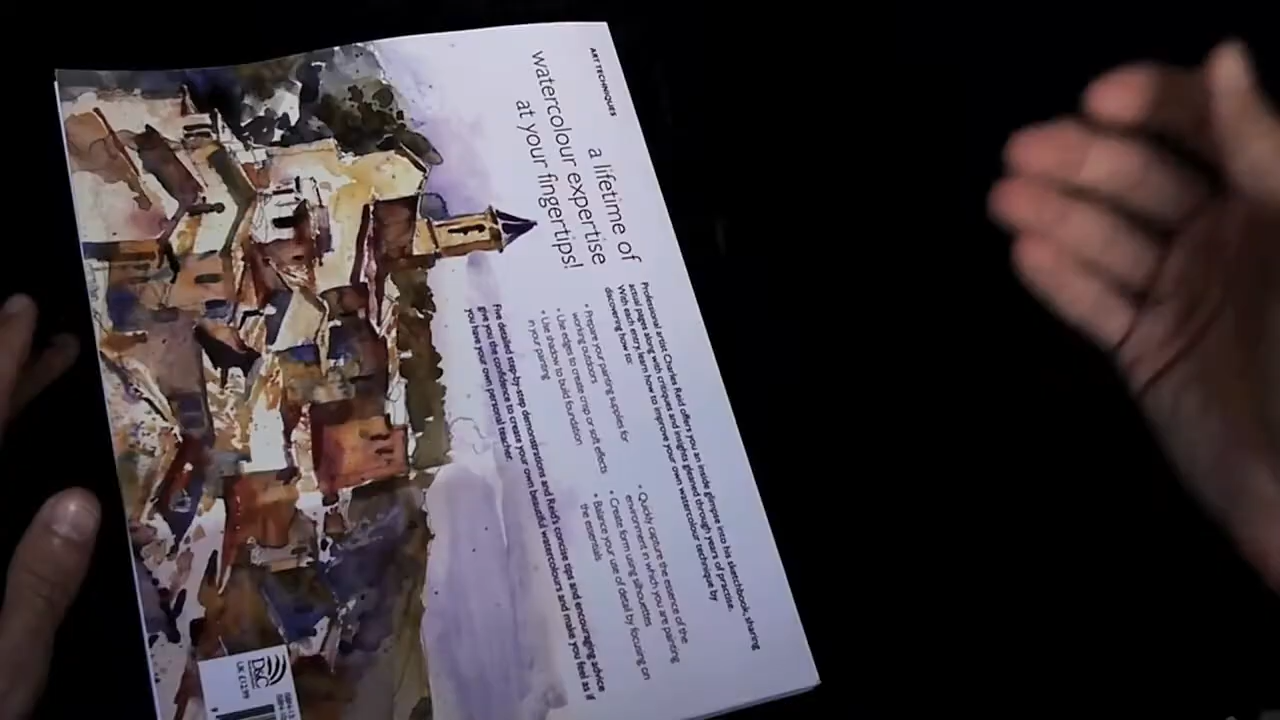 ART TECHNIQUES
a lifetime of
watercolour expertise
at your fingertips!
Professional artist Charles Reid offers you an inside glimpse into his sketchbook, sharing
actual pages along with critiques and insights gleaned through years of practise.
With each entry, learn how to improve your own watercolour technique by
discovering how to:
• Prepare your painting supplies for
working outdoors
• Use edges to create crisp or soft effects
• Use shadow to build foundation
in your painting
• Quickly capture the essence of the
environment in which you are painting
• Create form using silhouettes
• Balance your use of detail by focusing on
the essentials
Five detailed step-by-step demonstrations and Reid's concise tips and encouraging advice
give you the confidence to create your own beautiful watercolours and make you feel as if
you have your own personal teacher.
D&C
UK £12.99